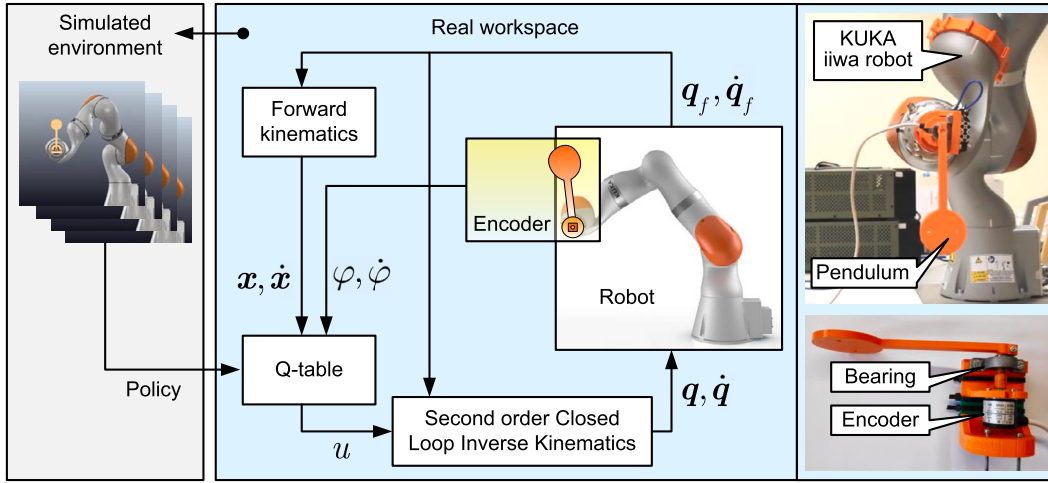 Simulated
environment
Policy
Real workspace
Forward
kinematics
Encoder
Robot
q_f, q̇_f
x, ẋ
φ, φ̇
Q-table
u
Second order Closed
Loop Inverse Kinematics
q, q̇
KUKA
iiwa robot
Pendulum
Bearing
Encoder